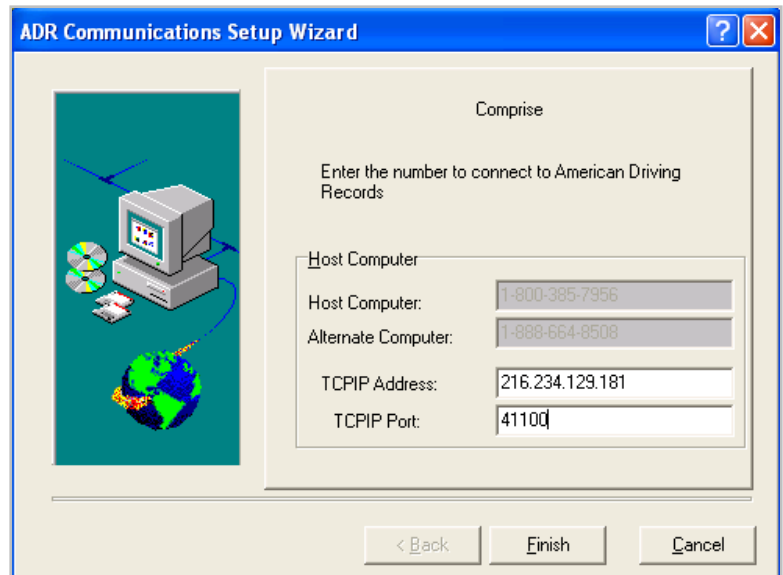 ADR Communications Setup Wizard
Comprise
Enter the number to connect to American Driving
Records
Host Computer
Host Computer: 1-800-385-7956
Alternate Computer: 1-888-664-8508
TCPIP Address: 216.234.129.181
TCPIP Port: 41100
< Back Finish Cancel